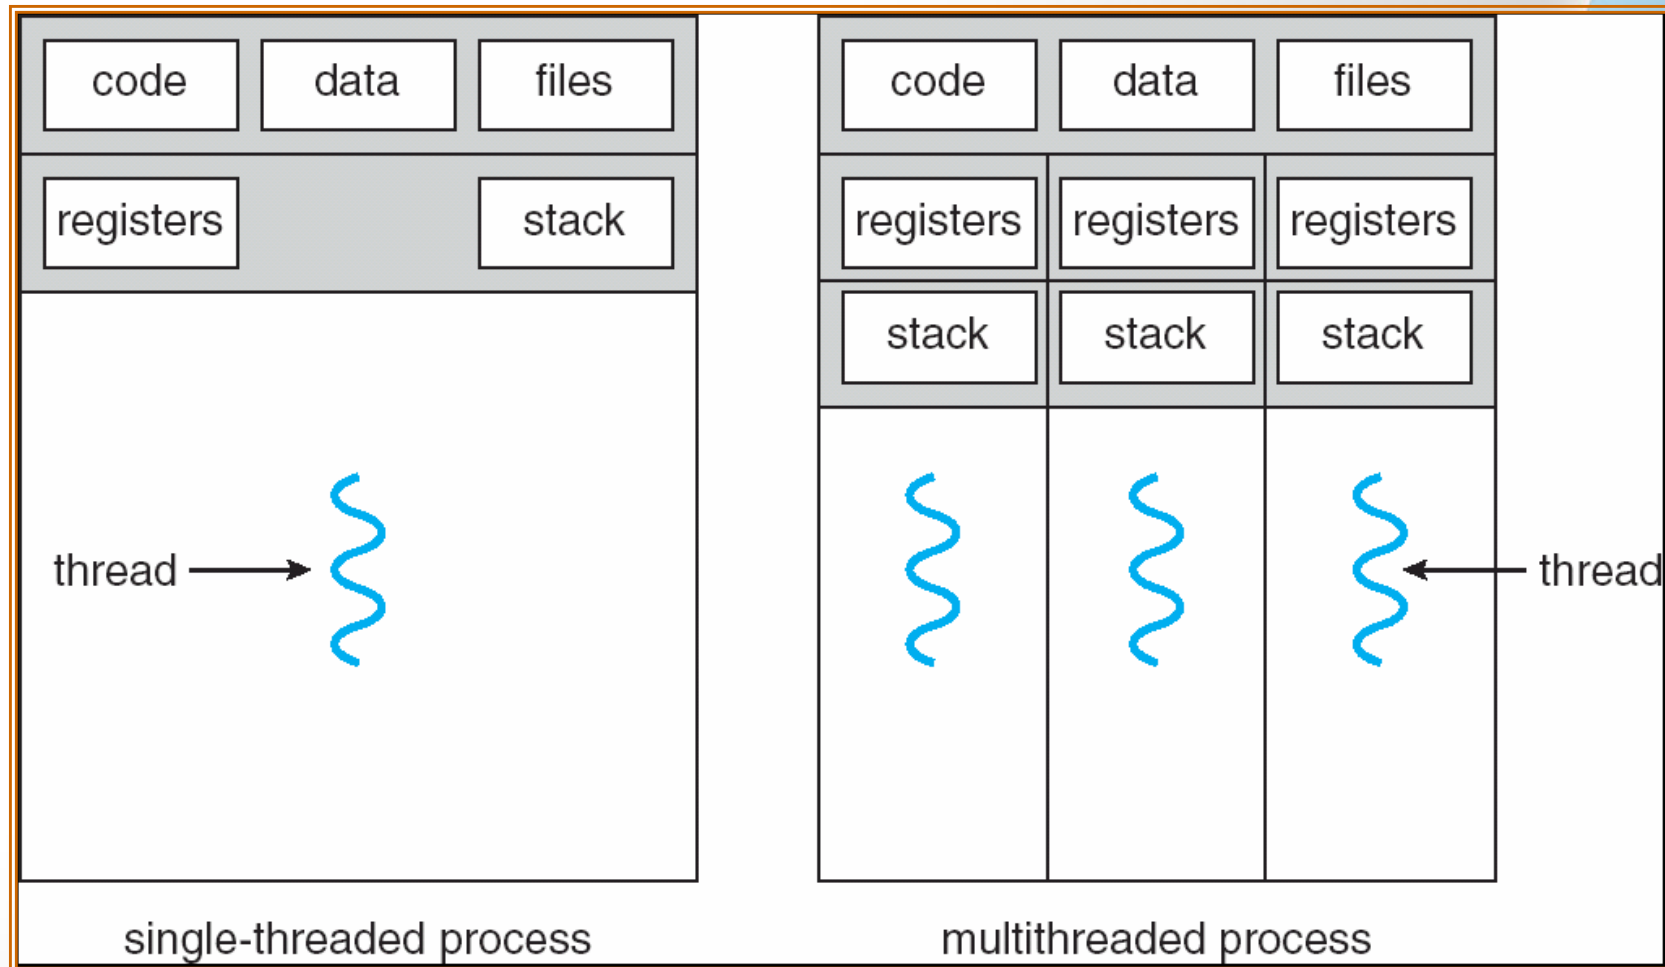 code data files
registers stack
thread
single-threaded process
code data files
registers registers registers
stack stack stack
thread
multithreaded process